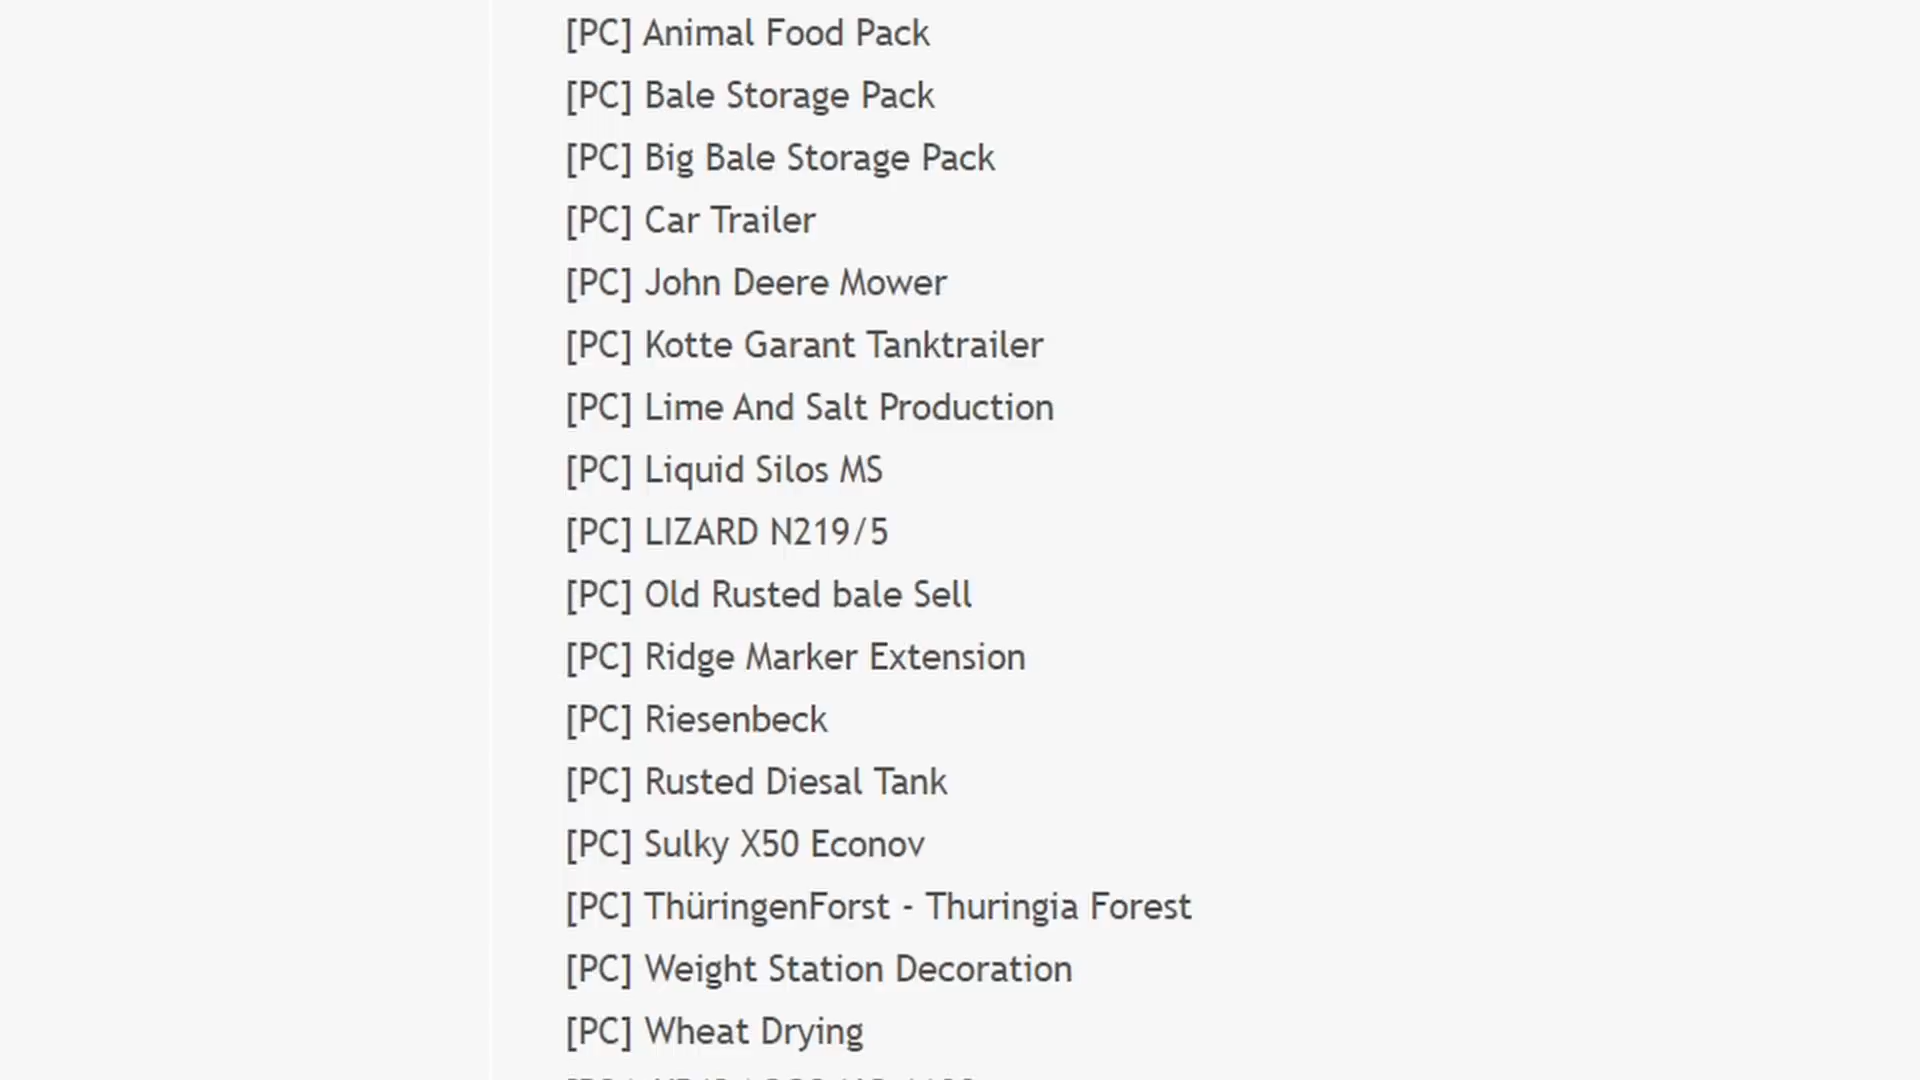 [PC] Animal Food Pack
[PC] Bale Storage Pack
[PC] Big Bale Storage Pack
[PC] Car Trailer
[PC] John Deere Mower
[PC] Kotte Garant Tanktrailer
[PC] Lime And Salt Production
[PC] Liquid Silos MS
[PC] LIZARD N219/5
[PC] Old Rusted bale Sell
[PC] Ridge Marker Extension
[PC] Riesenbeck
[PC] Rusted Diesal Tank
[PC] Sulky X50 Econov
[PC] ThüringenForst - Thuringia Forest
[PC] Weight Station Decoration
[PC] Wheat Drying